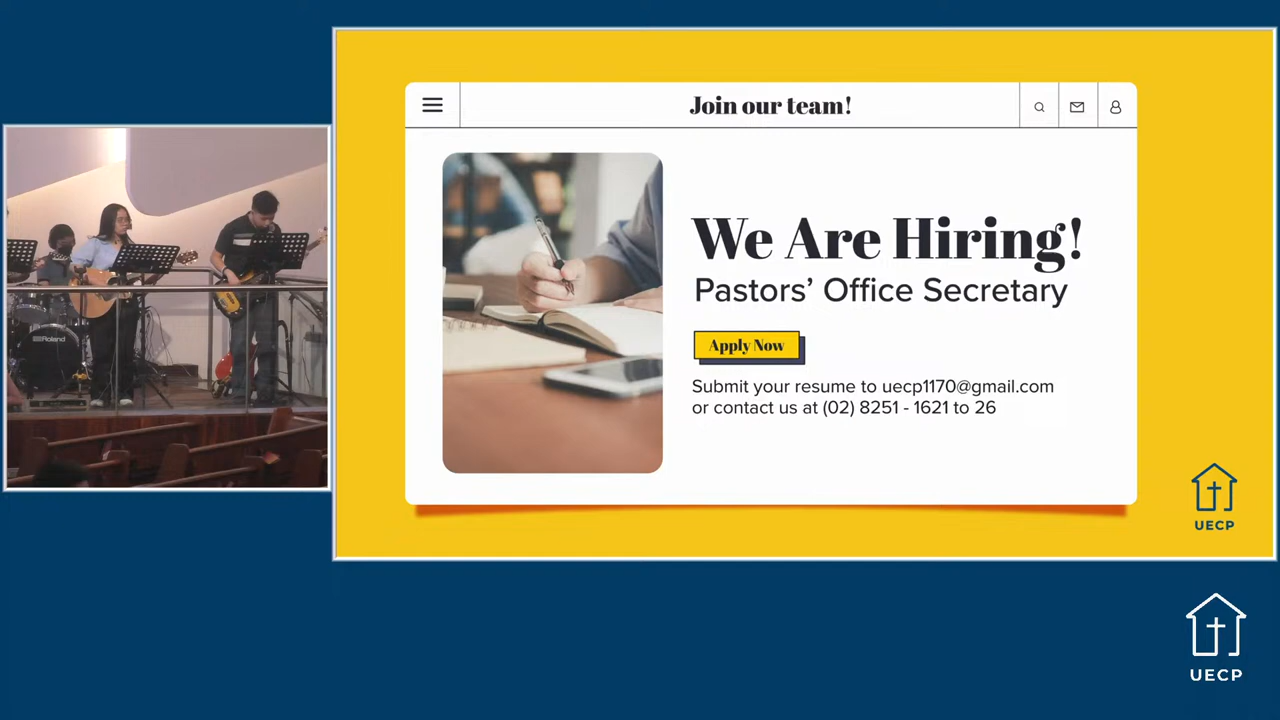 Join our team!
We Are Hiring!
Pastors’ Office Secretary
Apply Now
Submit your resume to uecp1170@gmail.com
or contact us at (02) 8251 - 1621 to 26
UECP
UECP
Roland